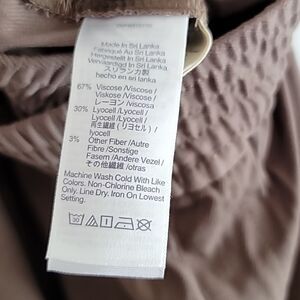 Made In Sri Lanka
Fabriqué Au Sri Lanka
Hergestellt In Sri Lanka
Vervaardigd In Sri Lanka
スリランカ製
hecho en sri lanka
67% Viscose /Viscose/
Viskose /Viscose/
レーヨン /viscosa
30% Lyocell /Lyocell/
Lyocell /Lyocell/
再生繊維 (リヨセル) /
lyocell
3% Other Fiber /Autre
Fibre /Sonstige
Fasern /Andere Vezel /
その他繊維 /otras
Machine Wash Cold With Like
Colors. Non-Chlorine Bleach
Only. Line Dry. Iron On Lowest
Setting.
30